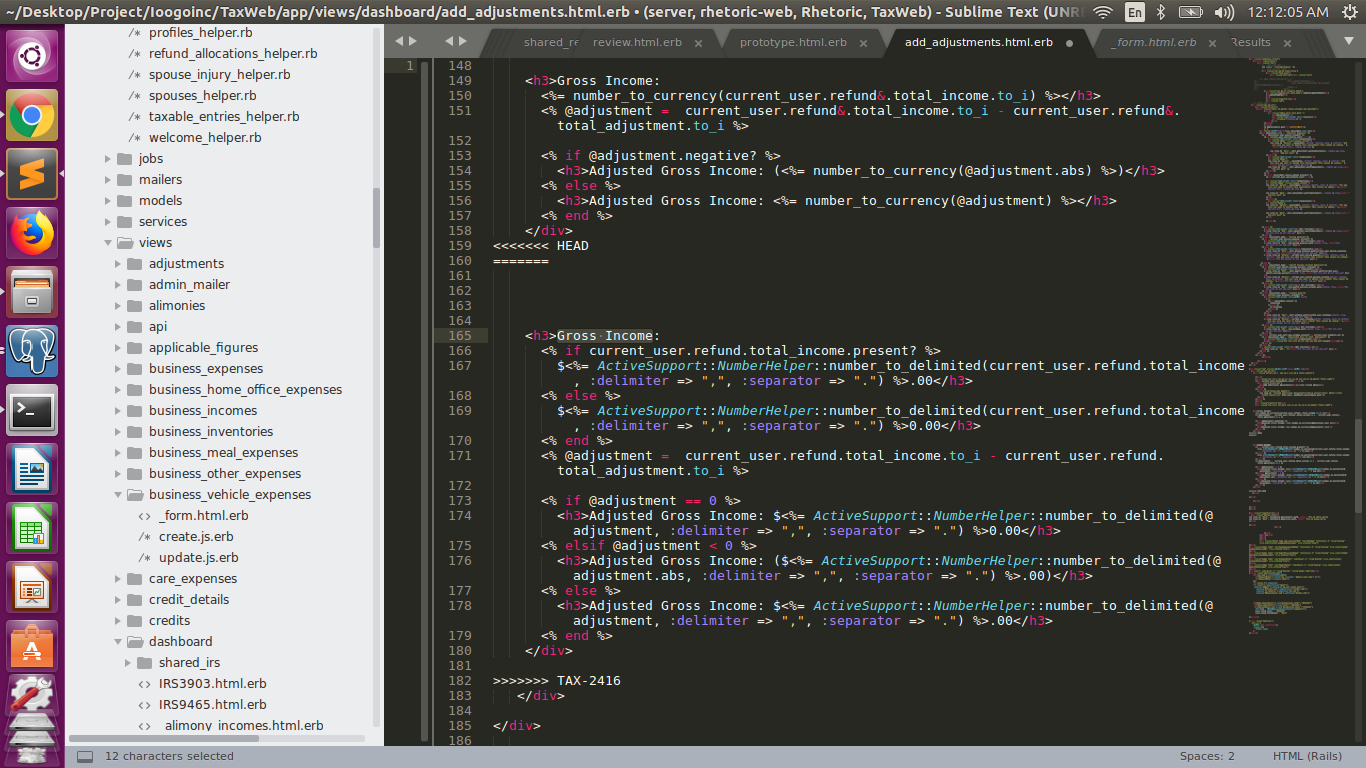 ~/Desktop/Project/Ioogoinc/TaxWeb/app/views/dashboard/add_adjustments.html.erb • (server, rhetoric-web, Rhetoric, TaxWeb) - Sublime Text (UNR
En
12:12:05 AM
profiles_helper.rb
refund_allocations_helper.rb
spouse_injury_helper.rb
spouses_helper.rb
taxable_entries_helper.rb
welcome_helper.rb
jobs
mailers
models
services
views
adjustments
admin_mailer
alimonies
api
applicable_figures
business_expenses
business_home_office_expenses
business_incomes
business_inventories
business_meal_expenses
business_other_expenses
business_vehicle_expenses
_form.html.erb
create.js.erb
update.js.erb
care_expenses
credit_details
credits
dashboard
shared_irs
IRS3903.html.erb
IRS9465.html.erb
alimony_incomes.html.erb
shared_re
review.html.erb
prototype.html.erb
add_adjustments.html.erb
_form.html.erb
Results
1
148
149 <h3>Gross Income:
150 <%= number_to_currency(current_user.refund&.total_income.to_i) %></h3>
151 <% @adjustment =  current_user.refund&.total_income.to_i - current_user.refund&.
total_adjustment.to_i %>
152
153 <% if @adjustment.negative? %>
154 <h3>Adjusted Gross Income: (<%= number_to_currency(@adjustment.abs) %>)</h3>
155 <% else %>
156 <h3>Adjusted Gross Income: <%= number_to_currency(@adjustment) %></h3>
157 <% end %>
158 </div>
159 <<<<<<< HEAD
160 =======
161
162
163
164
165 <h3>Gross Income:
166 <% if current_user.refund.total_income.present? %>
167 $<%= ActiveSupport::NumberHelper::number_to_delimited(current_user.refund.total_income
, :delimiter => ",", :separator => ".") %>.00</h3>
168 <% else %>
169 $<%= ActiveSupport::NumberHelper::number_to_delimited(current_user.refund.total_income
, :delimiter => ",", :separator => ".") %>0.00</h3>
170 <% end %>
171 <% @adjustment =  current_user.refund.total_income.to_i - current_user.refund.
total_adjustment.to_i %>
172
173 <% if @adjustment == 0 %>
174 <h3>Adjusted Gross Income: $<%= ActiveSupport::NumberHelper::number_to_delimited(@
adjustment, :delimiter => ",", :separator => ".") %>0.00</h3>
175 <% elsif @adjustment < 0 %>
176 <h3>Adjusted Gross Income: ($<%= ActiveSupport::NumberHelper::number_to_delimited(@
adjustment.abs, :delimiter => ",", :separator => ".") %>.00)</h3>
177 <% else %>
178 <h3>Adjusted Gross Income: $<%= ActiveSupport::NumberHelper::number_to_delimited(@
adjustment, :delimiter => ",", :separator => ".") %>.00</h3>
179 <% end %>
180 </div>
181
182 >>>>>>> TAX-2416
183 </div>
184
185 </div>
186
12 characters selected
Spaces: 2
HTML (Rails)